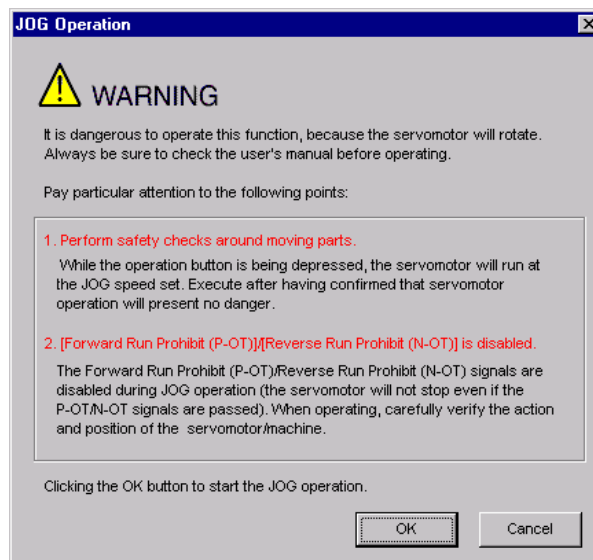 JOG Operation
WARNING
It is dangerous to operate this function, because the servomotor will rotate.
Always be sure to check the user's manual before operating.
Pay particular attention to the following points:
1. Perform safety checks around moving parts.
While the operation button is being depressed, the servomotor will run at
the JOG speed set. Execute after having confirmed that servomotor
operation will present no danger.
2. [Forward Run Prohibit (P-OT)]/[Reverse Run Prohibit (N-OT)] is disabled.
The Forward Run Prohibit (P-OT)/Reverse Run Prohibit (N-OT) signals are
disabled during JOG operation (the servomotor will not stop even if the
P-OT/N-OT signals are passed). When operating, carefully verify the action
and position of the servomotor/machine.
Clicking the OK button to start the JOG operation.
OK
Cancel